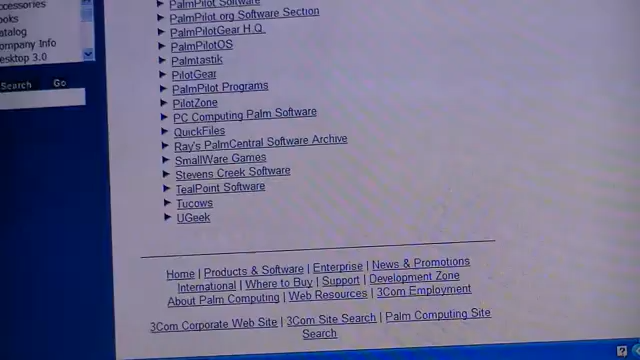 ccessories
ooks
atalog
ompany Info
esktop 3.0
Search Go
PalmPilot Software
PalmPilot.org Software Section
PalmPilotGear H.Q.
PalmPilotOS
Palmtastik
PilotGear
PalmPilot Programs
PilotZone
PC Computing Palm Software
QuickFiles
Ray's PalmCentral Software Archive
SmallWare Games
Stevens Creek Software
TealPoint Software
Tucows
UGeek
Home | Products & Software | Enterprise | News & Promotions
International | Where to Buy | Support | Development Zone
About Palm Computing | Web Resources | 3Com Employment
3Com Corporate Web Site | 3Com Site Search | Palm Computing Site
Search